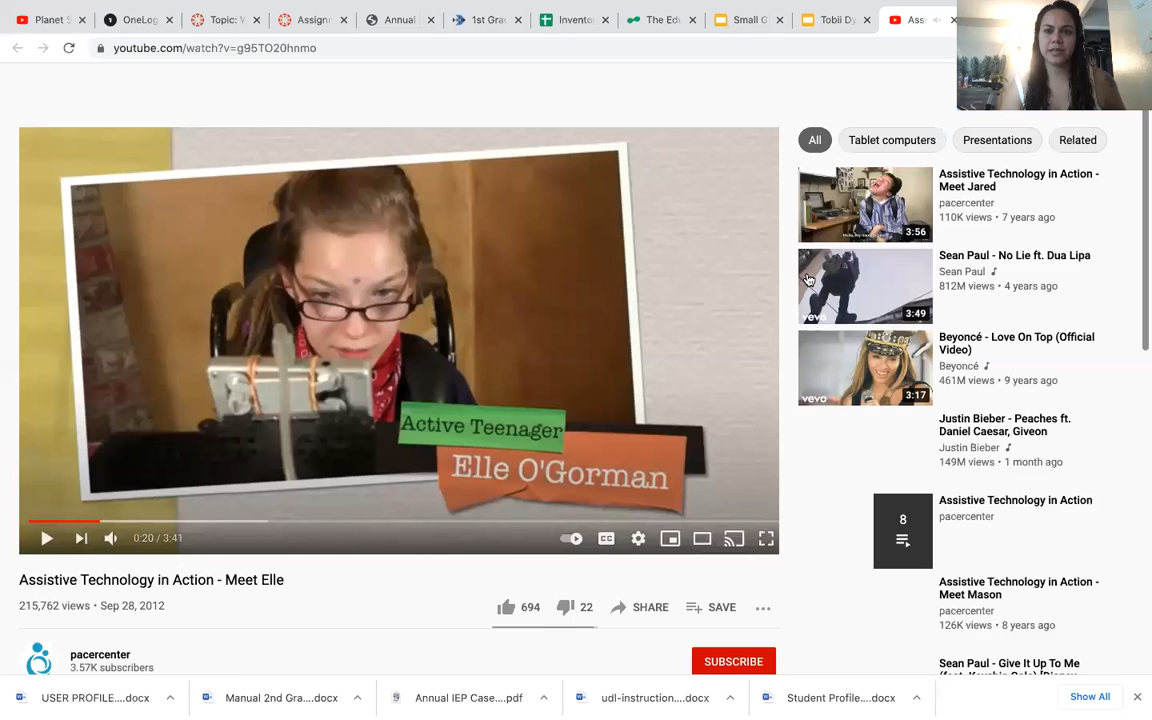 Planet S
OneLog
Topic: W
Assignn
Annual
1st Grac
Invento
The Edu
Small G
Tobii Dy
Assi
youtube.com/watch?v=g95TO20hnmo
All
Tablet computers
Presentations
Related
Active Teenager
Elle O'Gorman
0:20 / 3:41
CC
Assistive Technology in Action - Meet Elle
215,762 views • Sep 28, 2012
694
22
SHARE
SAVE
pacercenter
3.57K subscribers
SUBSCRIBE
3:56
Assistive Technology in Action -
Meet Jared
pacercenter
110K views • 7 years ago
vevo
3:49
Sean Paul - No Lie ft. Dua Lipa
Sean Paul
812M views • 4 years ago
vevo
3:17
Beyoncé - Love On Top (Official
Video)
Beyoncé
461M views • 9 years ago
Justin Bieber - Peaches ft.
Daniel Caesar, Giveon
Justin Bieber
149M views • 1 month ago
8
Assistive Technology in Action
pacercenter
Assistive Technology in Action -
Meet Mason
pacercenter
126K views • 8 years ago
Sean Paul - Give It Up To Me
USER PROFILE....docx
Manual 2nd Gra....docx
Annual IEP Case....pdf
udl-instruction....docx
Student Profile....docx
Show All